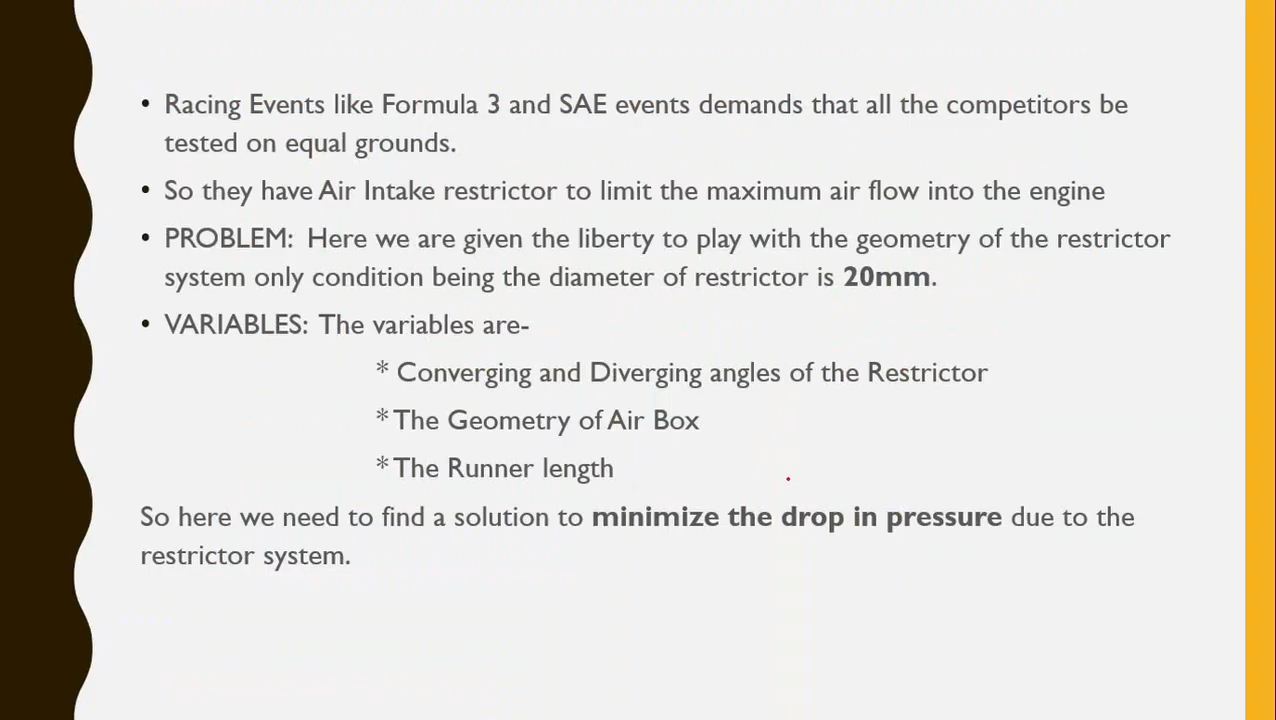 • Racing Events like Formula 3 and SAE events demands that all the competitors be
tested on equal grounds.
• So they have Air Intake restrictor to limit the maximum air flow into the engine
• PROBLEM: Here we are given the liberty to play with the geometry of the restrictor
system only condition being the diameter of restrictor is 20mm.
• VARIABLES: The variables are-
* Converging and Diverging angles of the Restrictor
* The Geometry of Air Box
* The Runner length
So here we need to find a solution to minimize the drop in pressure due to the
restrictor system.